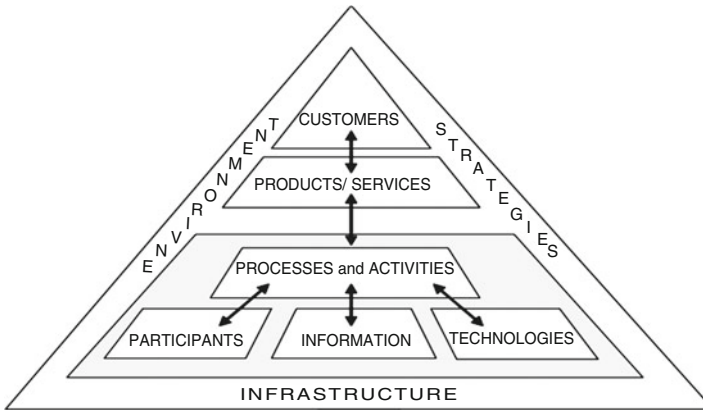 CUSTOMERS
ENVIRONMENT
STRATEGIES
PRODUCTS/ SERVICES
PROCESSES and ACTIVITIES
PARTICIPANTS
INFORMATION
TECHNOLOGIES
INFRASTRUCTURE